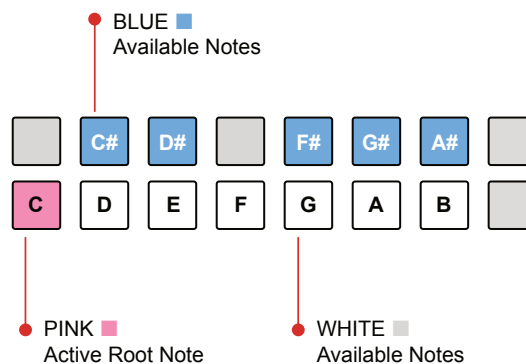 BLUE
Available Notes
C# D# F# G# A#
C D E F G A B
PINK
Active Root Note
WHITE
Available Notes